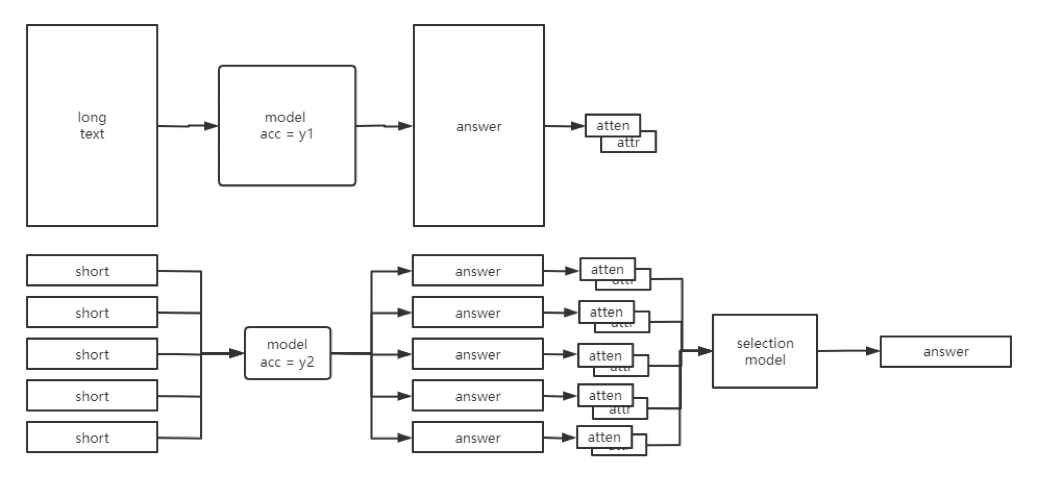 long
text
model
acc = y1
answer
atten
attr
short
short
short
short
short
model
acc = y2
answer
atten
attr
answer
atten
attr
answer
atten
attr
answer
atten
attr
answer
atten
attr
selection
model
answer